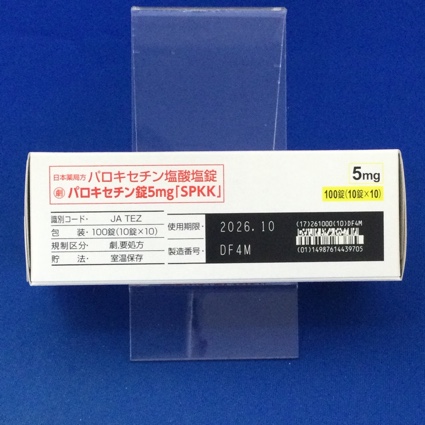 日本薬局方 パロキセチン塩酸塩錠
劇 パロキセチン錠5mg「SPKK」
5mg
100錠(10錠×10)
識別コード: JA TEZ
包 装: 100錠(10錠×10)
規制区分: 劇,要処方
貯 法: 室温保存
使用期限: 2026.10
製造番号: DF4M
(17)261000(10)DF4M
(01)14987614439705